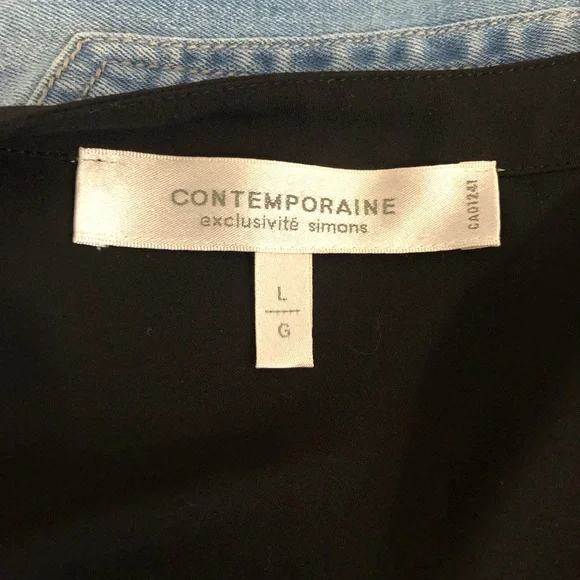 CONTEMPORAINE
exclusivité simons
CA01241
L
G